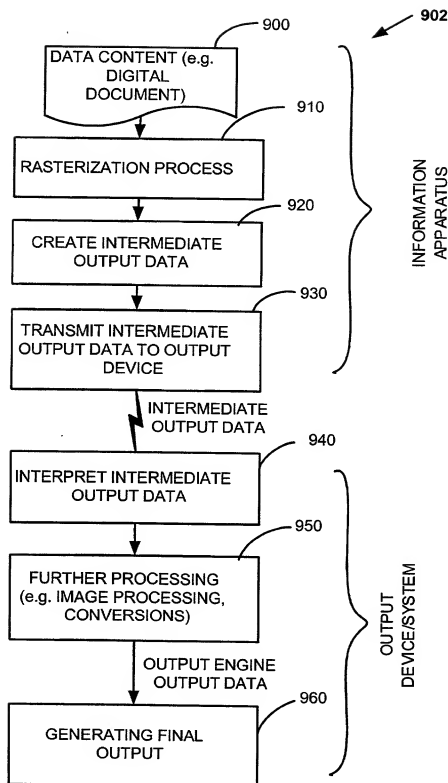 902
900
DATA CONTENT (e.g.
DIGITAL
DOCUMENT)
910
RASTERIZATION PROCESS
920
CREATE INTERMEDIATE
OUTPUT DATA
930
TRANSMIT INTERMEDIATE
OUTPUT DATA TO OUTPUT
DEVICE
INFORMATION
APPARATUS
INTERMEDIATE
OUTPUT DATA
940
INTERPRET INTERMEDIATE
OUTPUT DATA
950
FURTHER PROCESSING
(e.g. IMAGE PROCESSING,
CONVERSIONS)
OUTPUT ENGINE
OUTPUT DATA
960
GENERATING FINAL
OUTPUT
OUTPUT
DEVICE/SYSTEM